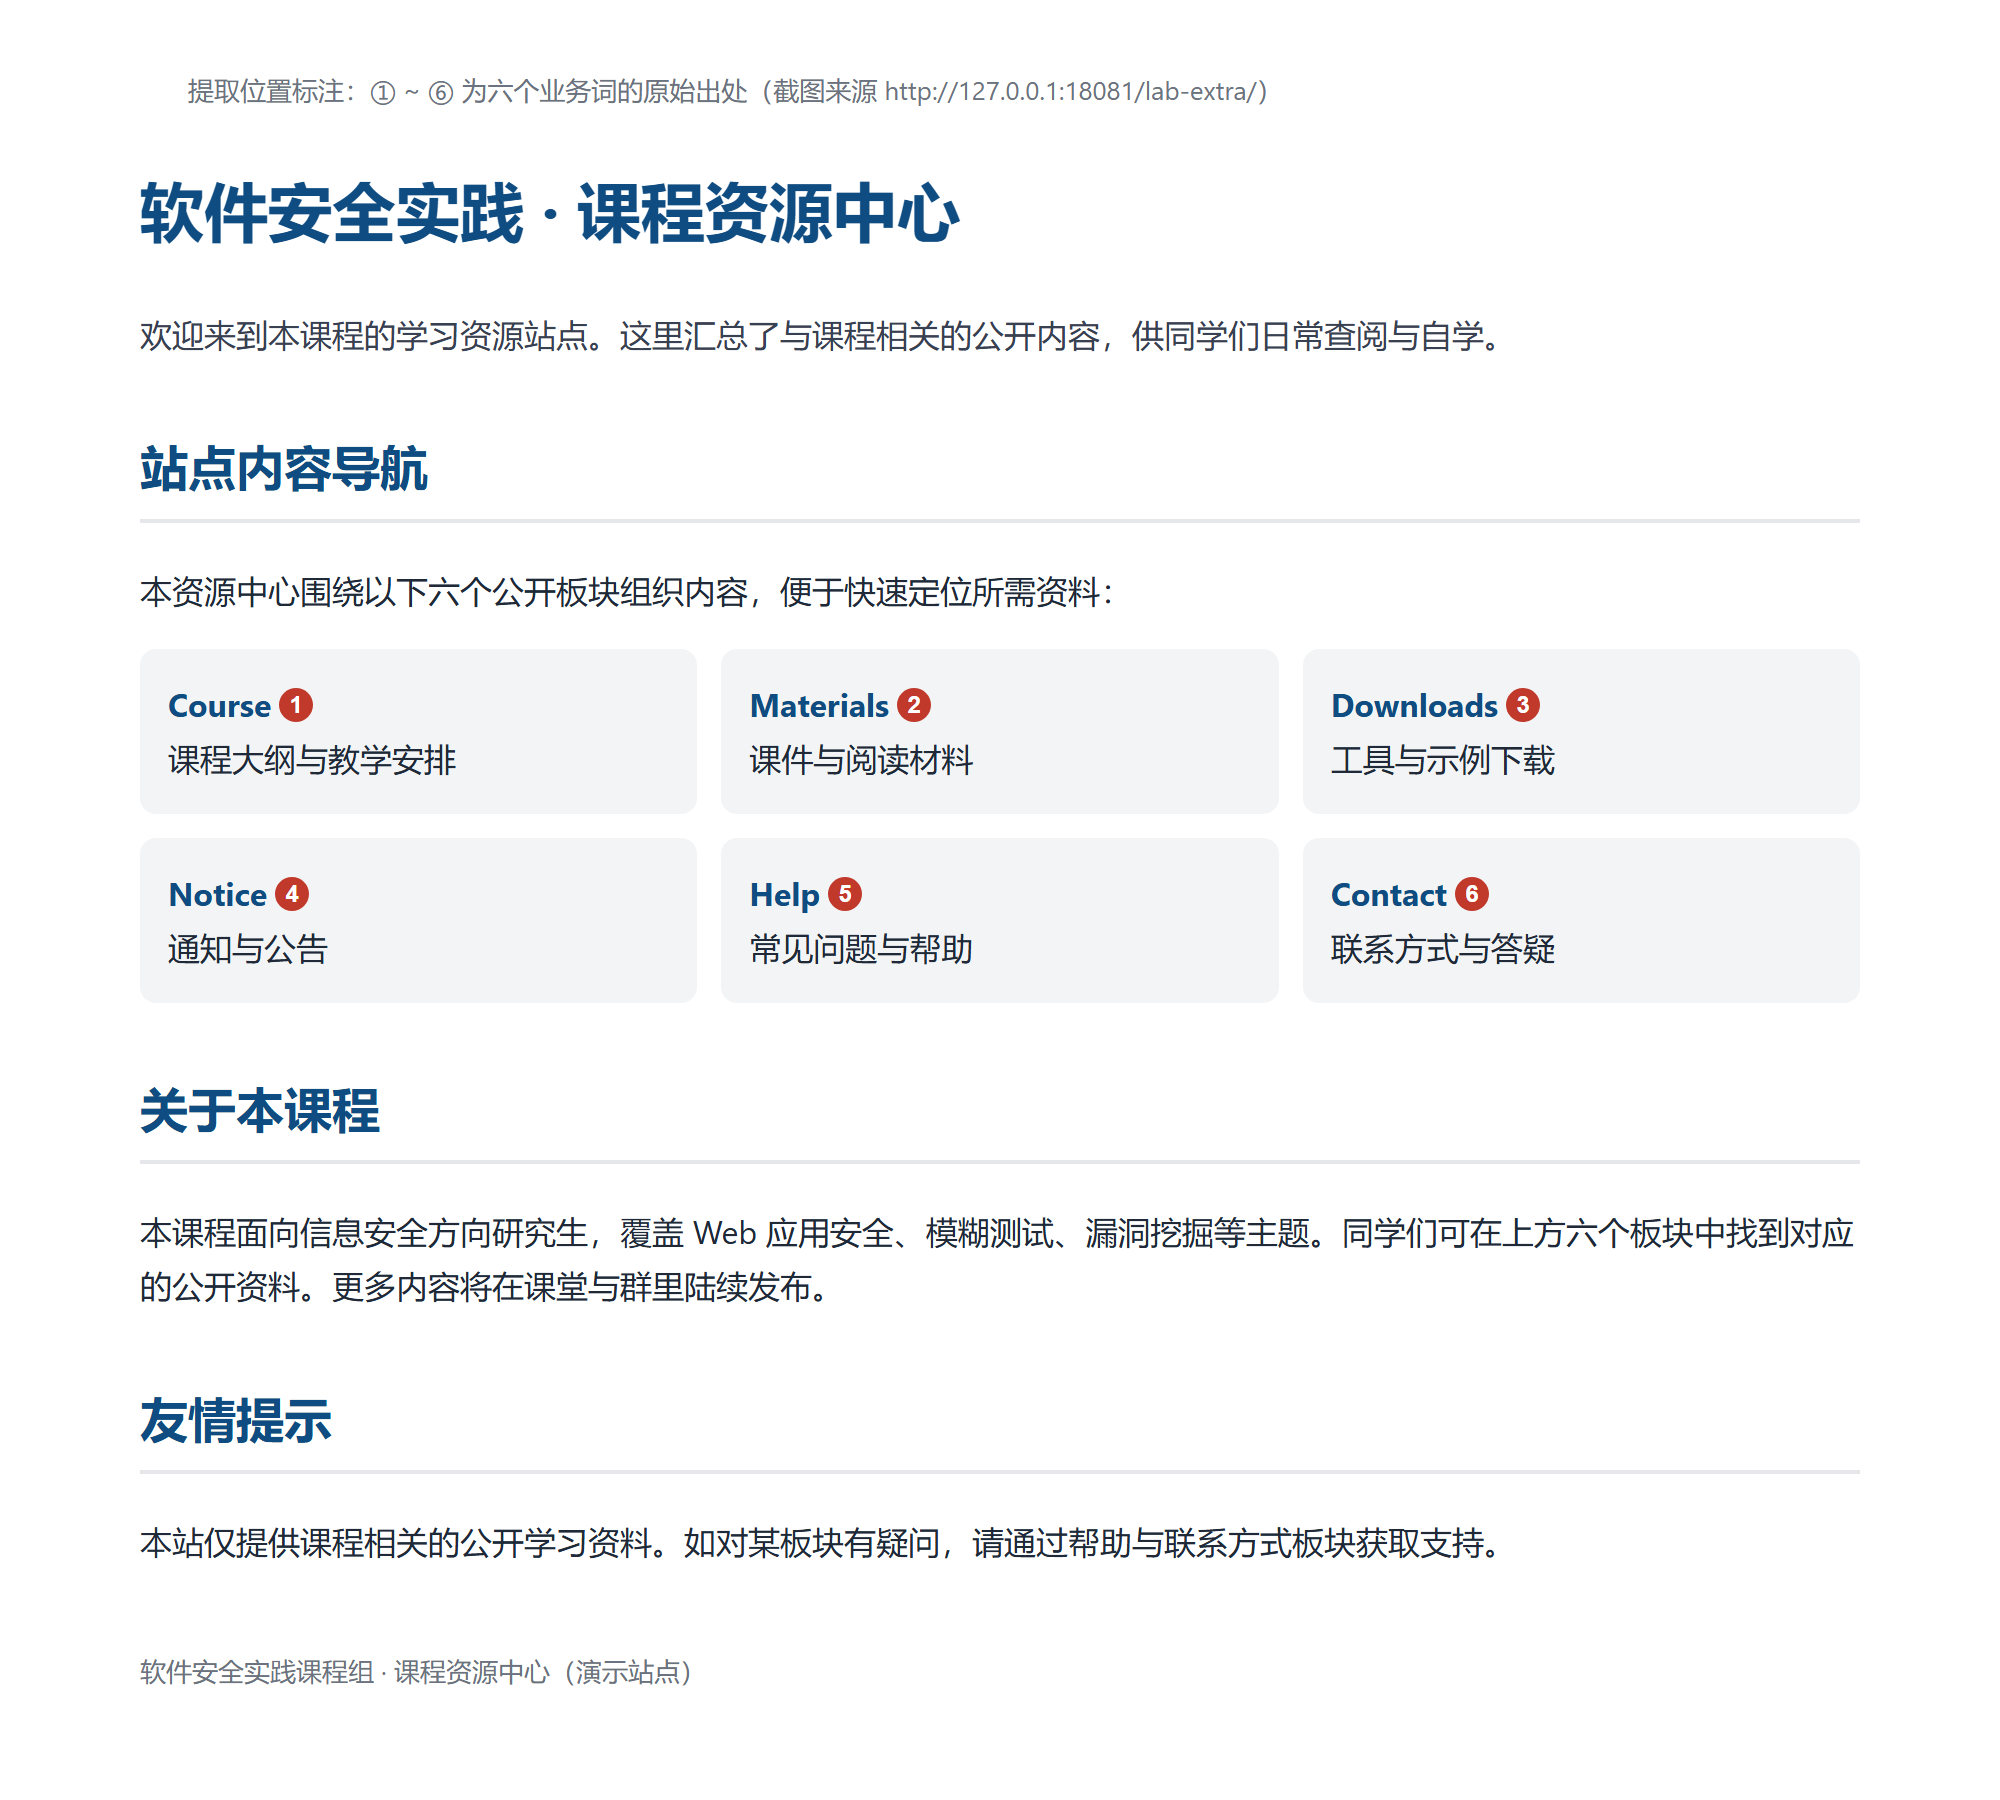 提取位置标注：① ~ ⑥ 为六个业务词的原始出处（截图来源 http://127.0.0.1:18081/lab-extra/）
软件安全实践 · 课程资源中心
欢迎来到本课程的学习资源站点。这里汇总了与课程相关的公开内容，供同学们日常查阅与自学。
站点内容导航
本资源中心围绕以下六个公开板块组织内容，便于快速定位所需资料：
Course 1
课程大纲与教学安排
Materials 2
课件与阅读材料
Downloads 3
工具与示例下载
Notice 4
通知与公告
Help 5
常见问题与帮助
Contact 6
联系方式与答疑
关于本课程
本课程面向信息安全方向研究生，覆盖 Web 应用安全、模糊测试、漏洞挖掘等主题。同学们可在上方六个板块中找到对应
的公开资料。更多内容将在课堂与群里陆续发布。
友情提示
本站仅提供课程相关的公开学习资料。如对某板块有疑问，请通过帮助与联系方式板块获取支持。
软件安全实践课程组 · 课程资源中心（演示站点）